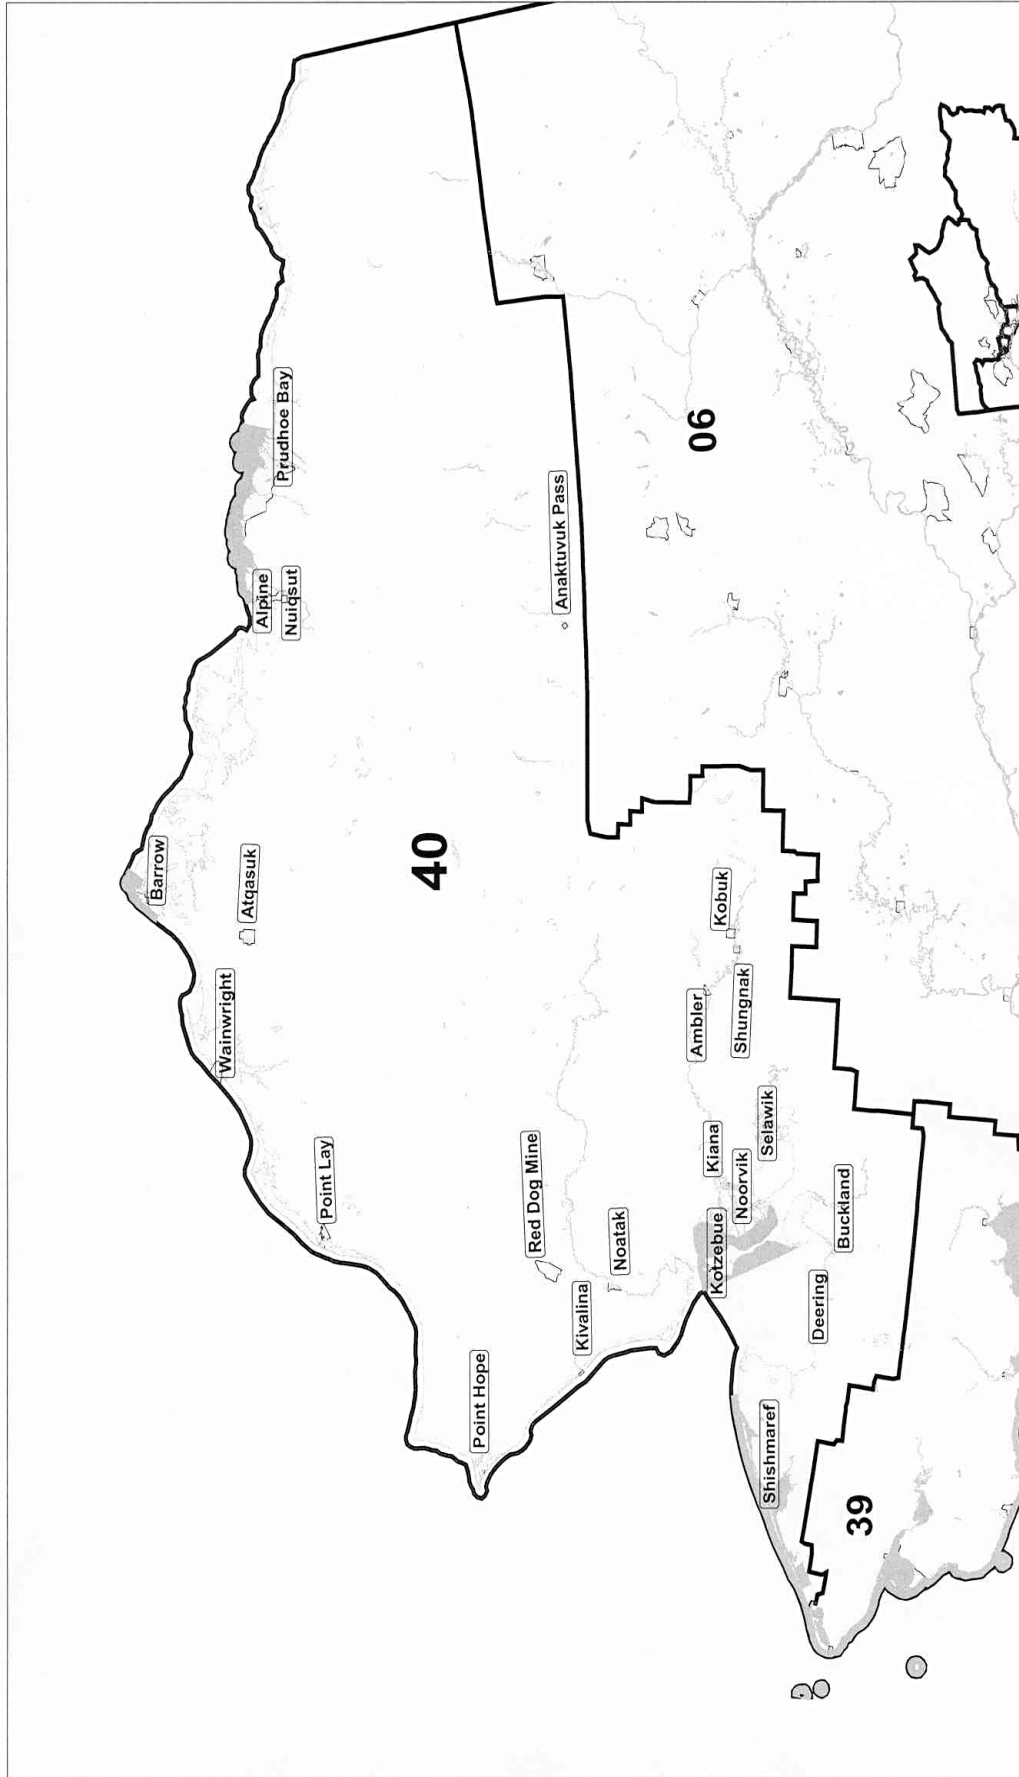 Barrow
Wainwright
Atqasuk
Alpine
Prudhoe Bay
Nuiqsut
Point Lay
40
Point Hope
Red Dog Mine
Anaktuvuk Pass
Kivalina
Noatak
Ambler
06
Kiana
Kotzebue
Kobuk
Noorvik
Shungnak
Shishmaref
Selawik
Deering
Buckland
39